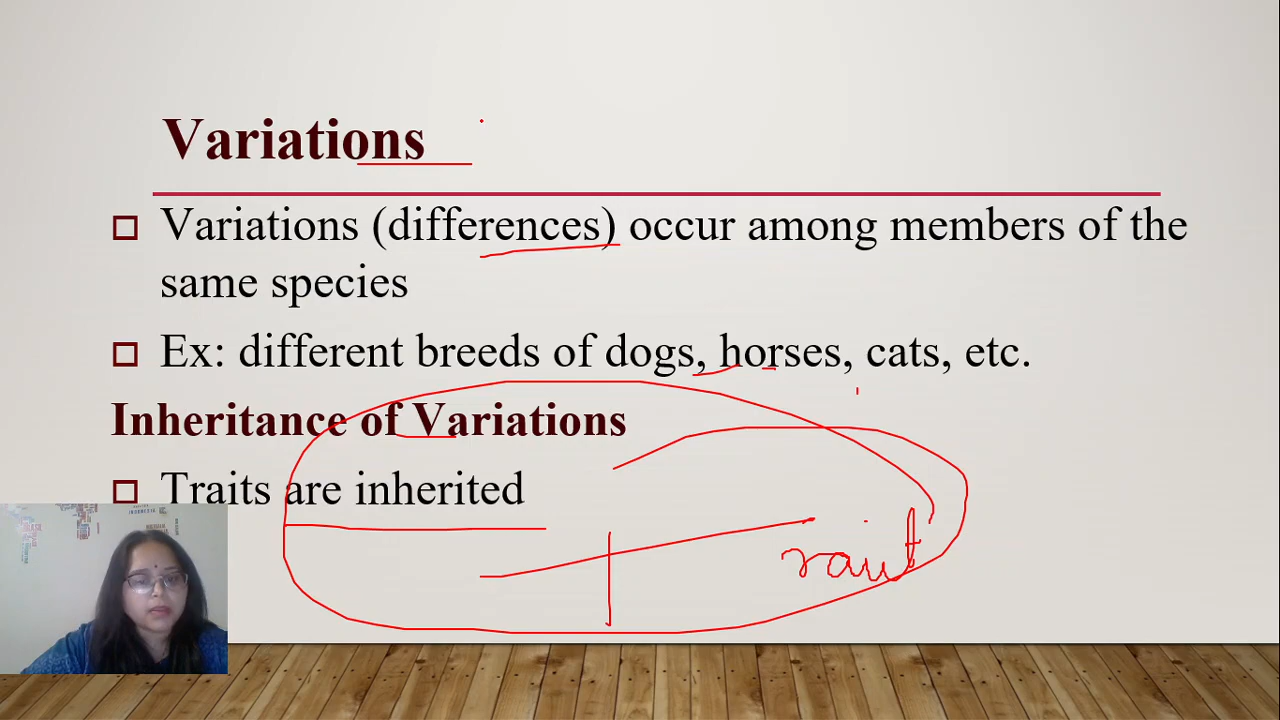 Variations
Variations (differences) occur among members of the
same species
Ex: different breeds of dogs, horses, cats, etc.
Inheritance of Variations
Traits are inherited